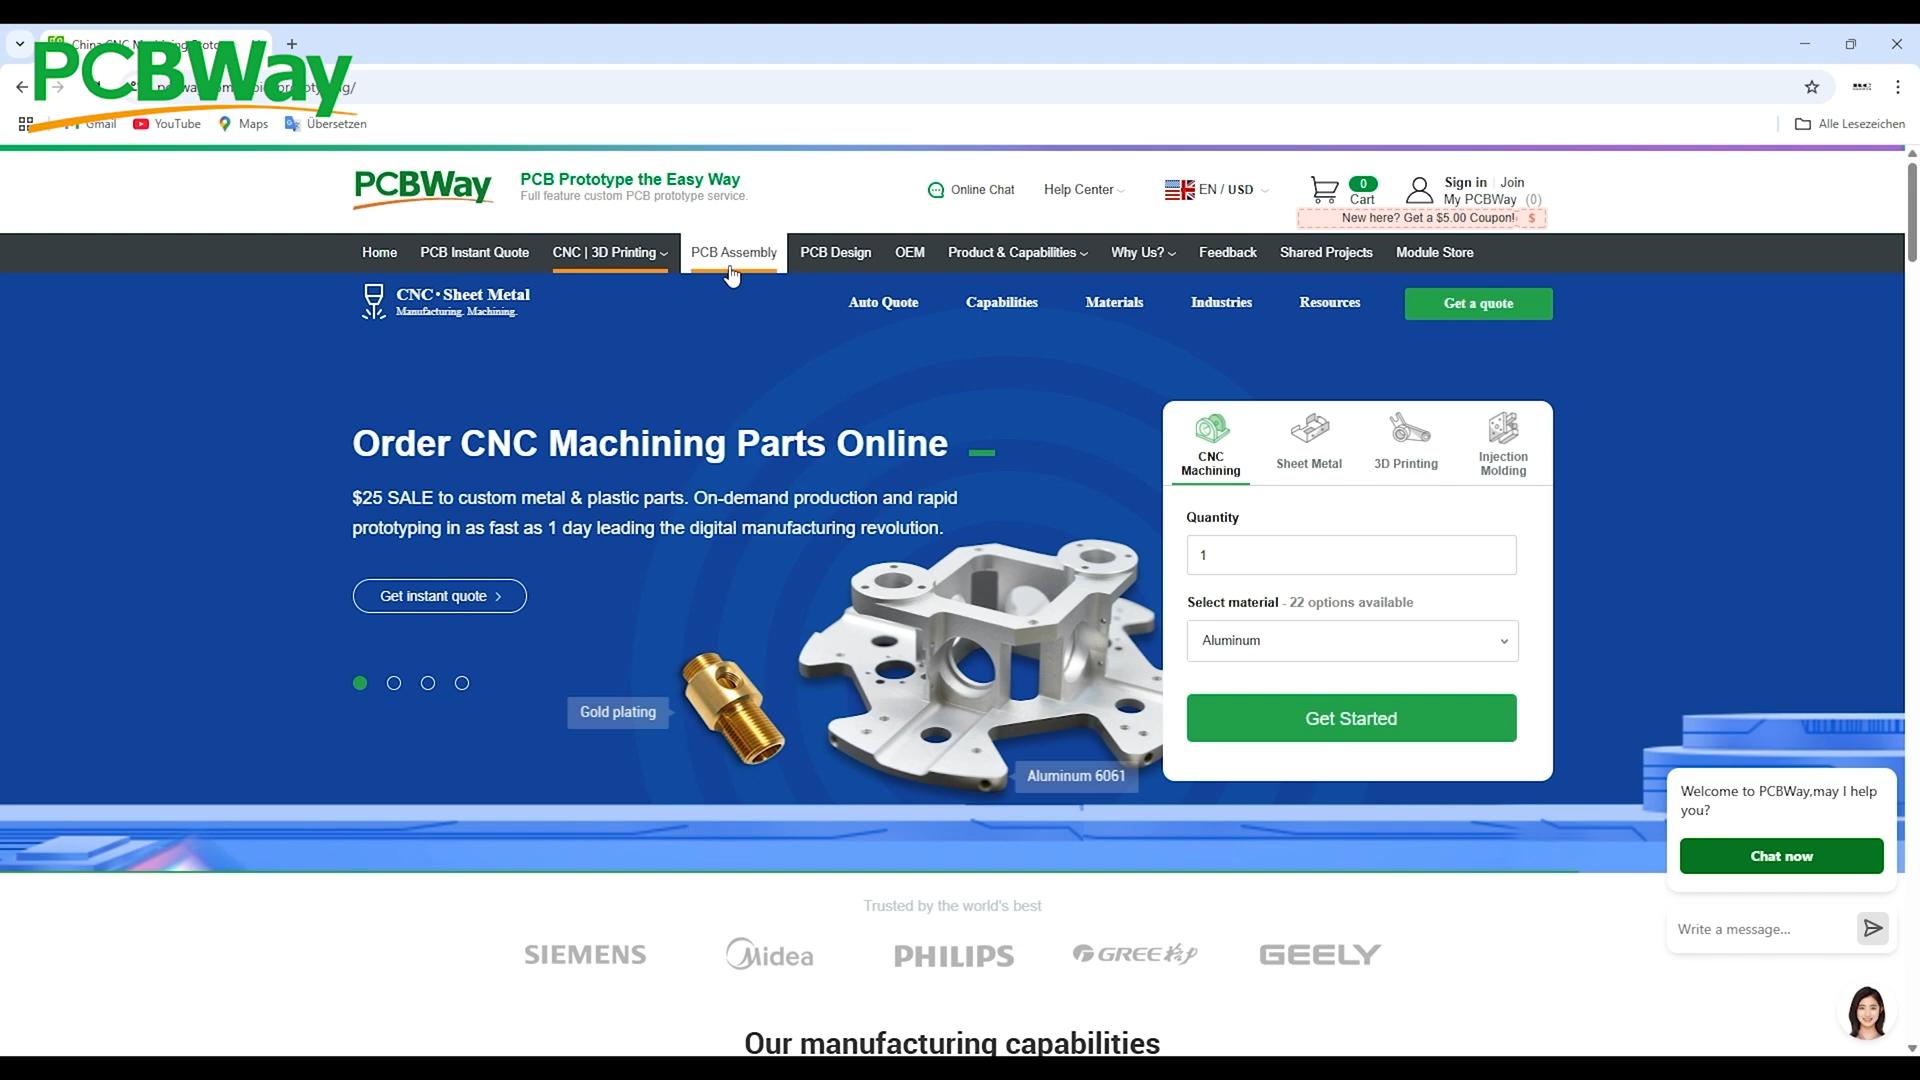 PCBWay
Gmail
YouTube
Maps
Übersetzen
Alle Lesezeichen
PCBWay
PCB Prototype the Easy Way
Full feature custom PCB prototype service.
Online Chat
Help Center
EN / USD
0
Cart
Sign in
Join
My PCBWay (0)
New here? Get a $5.00 Coupon! $
Home
PCB Instant Quote
CNC | 3D Printing
PCB Assembly
PCB Design
OEM
Product & Capabilities
Why Us?
Feedback
Shared Projects
Module Store
CNC·Sheet Metal
Manufacturing. Machining.
Auto Quote
Capabilities
Materials
Industries
Resources
Get a quote
Order CNC Machining Parts Online
$25 SALE to custom metal & plastic parts. On-demand production and rapid
prototyping in as fast as 1 day leading the digital manufacturing revolution.
Get instant quote
Gold plating
Aluminum 6061
CNC
Machining
Sheet Metal
3D Printing
Injection
Molding
Quantity
1
Select material - 22 options available
Aluminum
Get Started
Welcome to PCBWay,may I help
you?
Chat now
Write a message...
Trusted by the world's best
SIEMENS
Midea
PHILIPS
GREE格力
GEELY
Our manufacturing capabilities